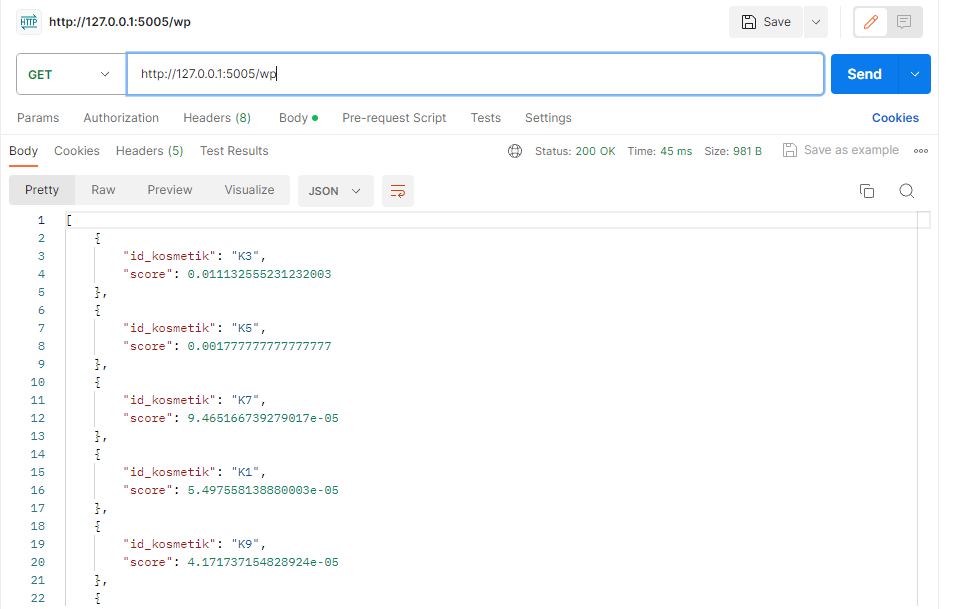 HTTP http://127.0.0.1:5005/wp Save
GET http://127.0.0.1:5005/wp Send
Params Authorization Headers (8) Body Pre-request Script Tests Settings Cookies
Body Cookies Headers (5) Test Results Status: 200 OK Time: 45 ms Size: 981 B Save as example
Pretty Raw Preview Visualize JSON
1 [
2 {
3 "id_kosmetik": "K3",
4 "score": 0.011132555231232003
5 },
6 {
7 "id_kosmetik": "K5",
8 "score": 0.001777777777777777
9 },
10 {
11 "id_kosmetik": "K7",
12 "score": 9.465166739279017e-05
13 },
14 {
15 "id_kosmetik": "K1",
16 "score": 5.497558138880003e-05
17 },
18 {
19 "id_kosmetik": "K9",
20 "score": 4.171737154828924e-05
21 },
22 {